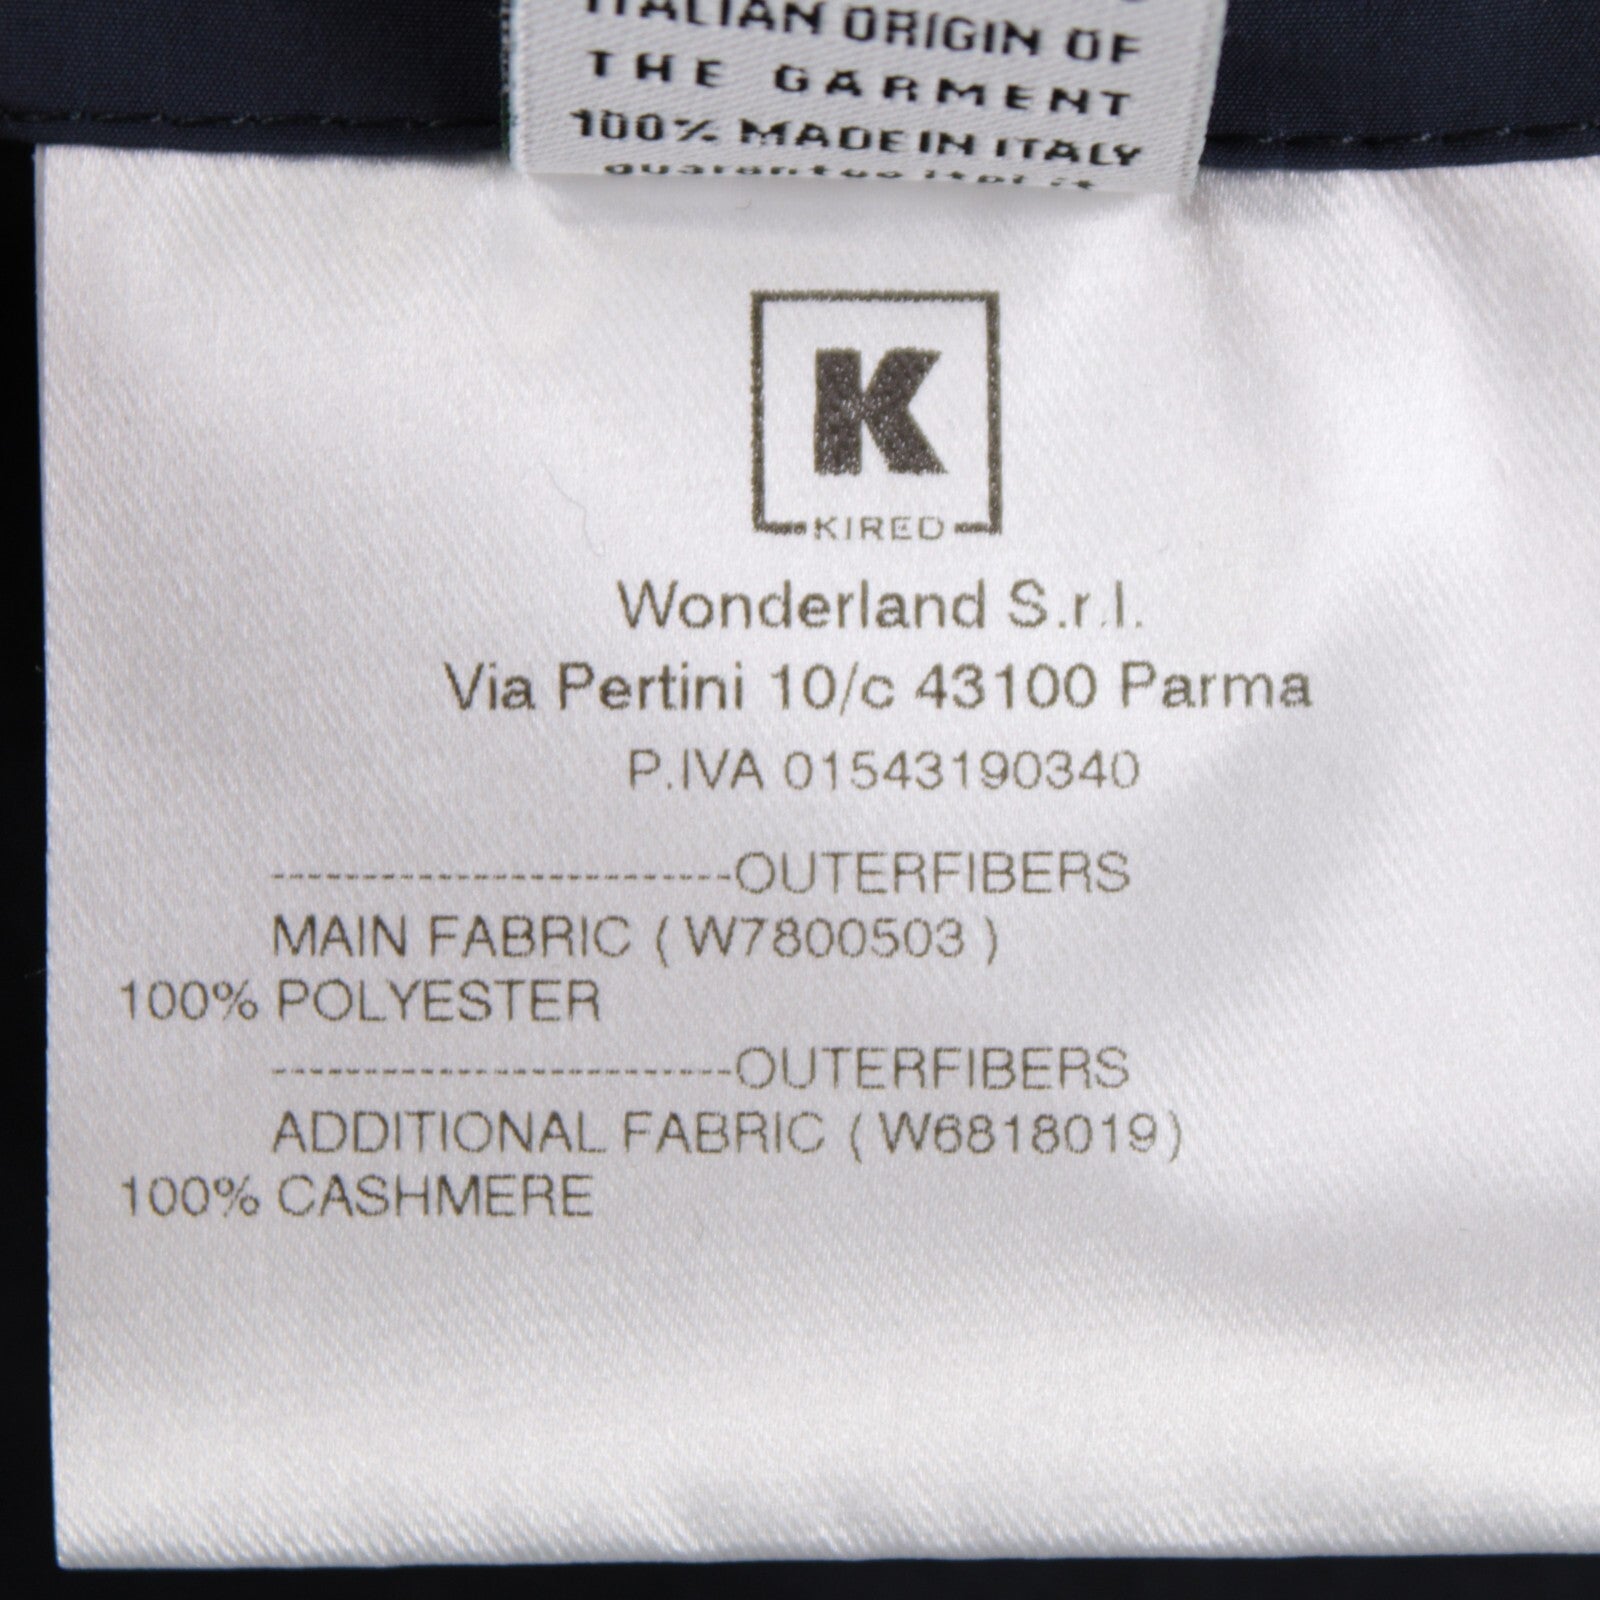 ITALIAN ORIGIN OF
THE GARMENT
100% MADE IN ITALY
K
KIRED
Wonderland S.r.l.
Via Pertini 10/c 43100 Parma
P.IVA 01543190340
-------------------------OUTERFIBERS
MAIN FABRIC ( W7800503 )
100% POLYESTER
-------------------------OUTERFIBERS
ADDITIONAL FABRIC ( W6818019)
100% CASHMERE